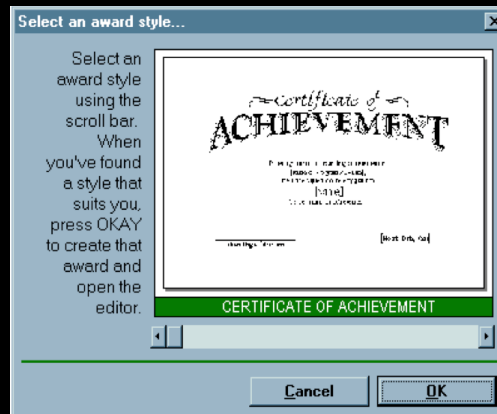 Select an award style...
Select an
award style
using the
scroll bar.
When
you've found
a style that
suits you,
press OKAY
to create that
award and
open the
editor.
Certificate of
ACHIEVEMENT
[Name]
CERTIFICATE OF ACHIEVEMENT
Cancel
OK